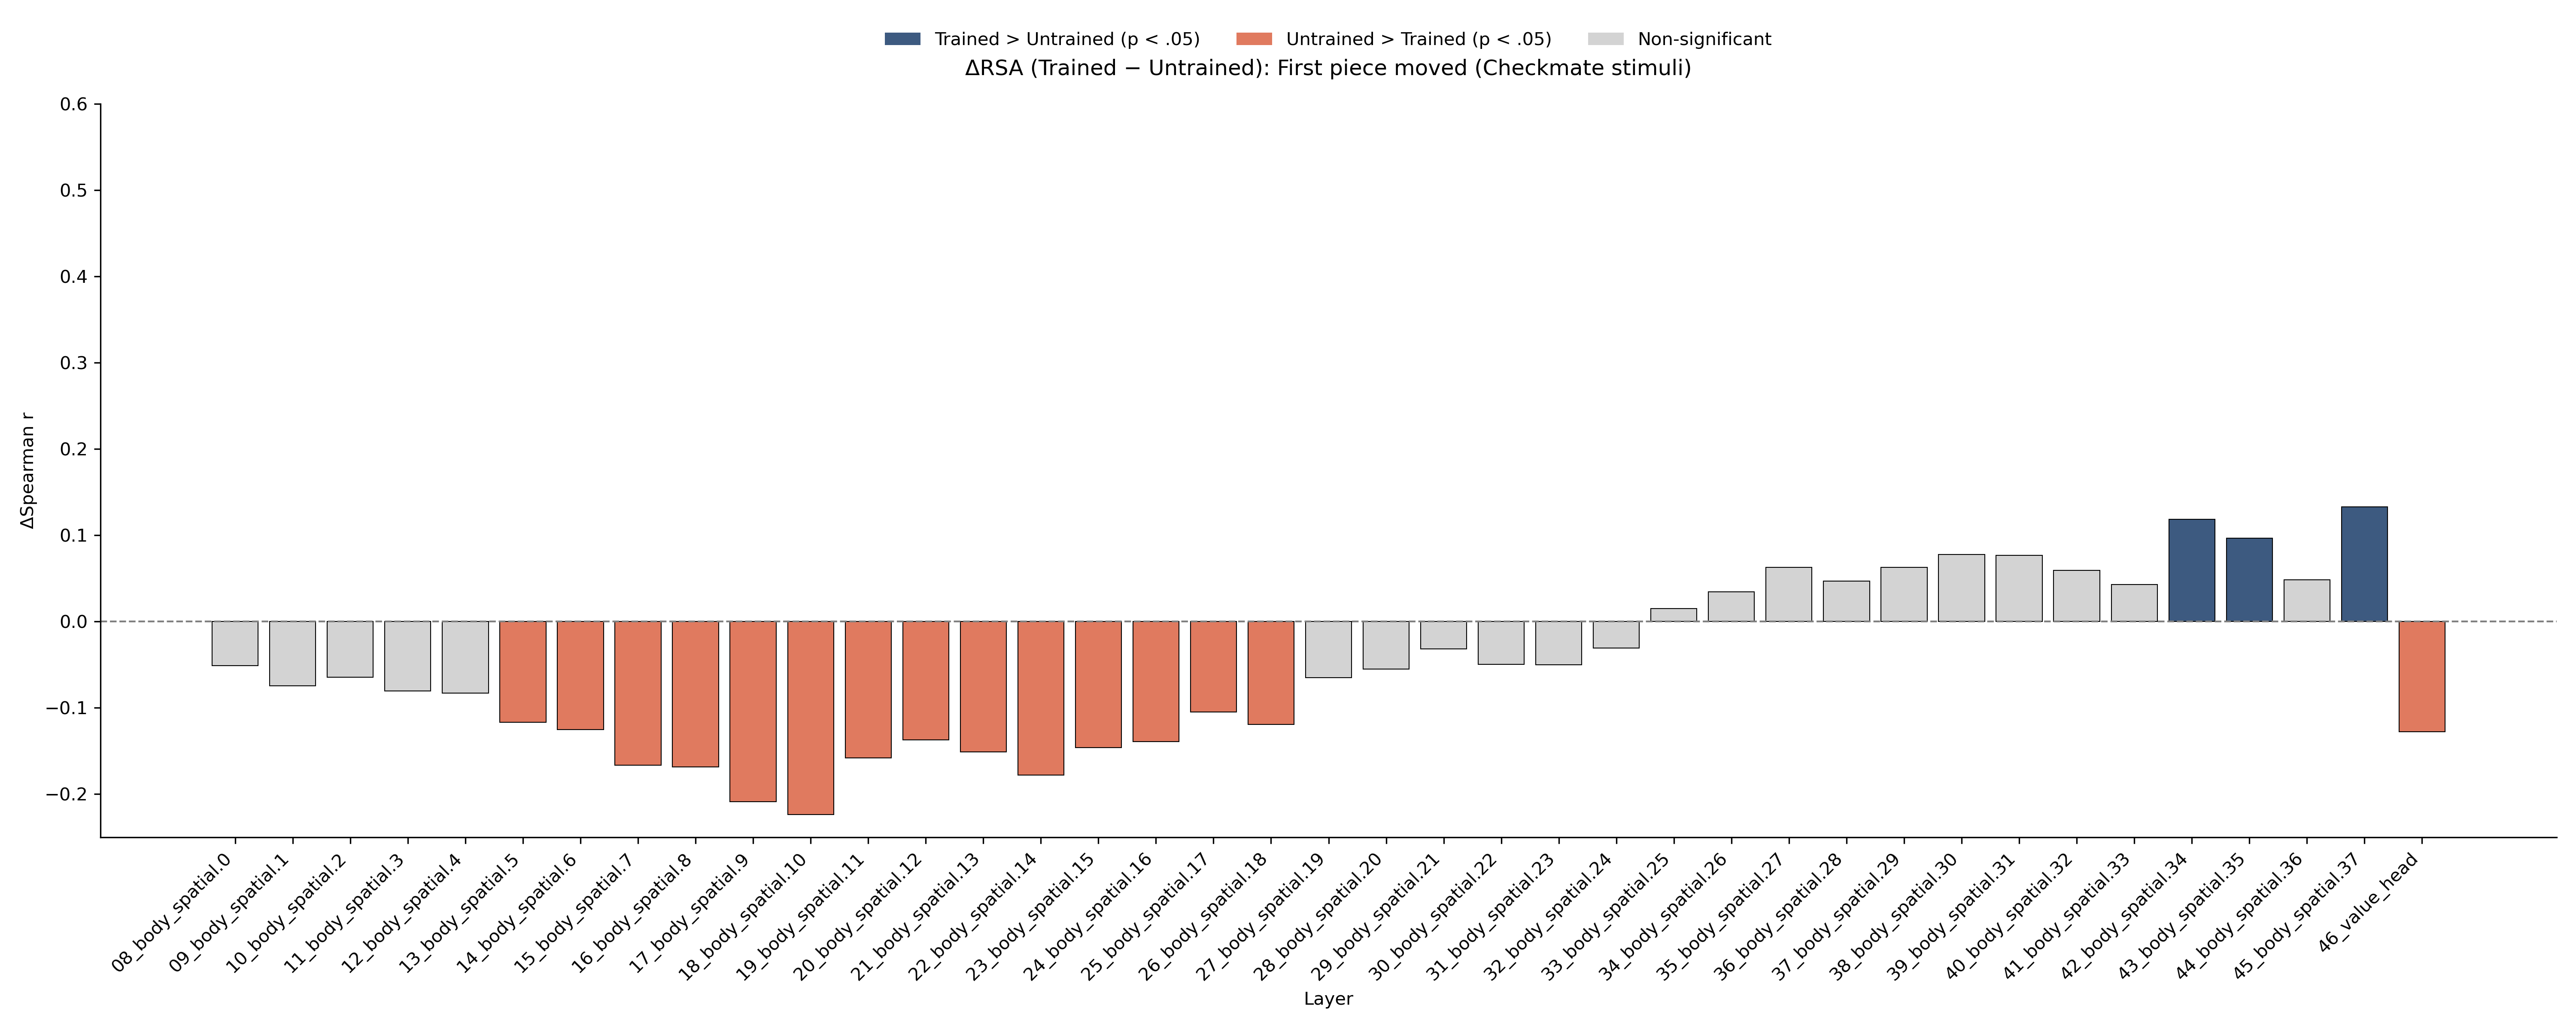 Trained > Untrained (p < .05) Untrained > Trained (p < .05) Non-significant
ΔRSA (Trained − Untrained): First piece moved (Checkmate stimuli)
0.6
0.5
0.4
0.3
0.2
0.1
0.0
−0.1
−0.2
ΔSpearman r
08_body_spatial.0
09_body_spatial.1
10_body_spatial.2
11_body_spatial.3
12_body_spatial.4
13_body_spatial.5
14_body_spatial.6
15_body_spatial.7
16_body_spatial.8
17_body_spatial.9
18_body_spatial.10
19_body_spatial.11
20_body_spatial.12
21_body_spatial.13
22_body_spatial.14
23_body_spatial.15
24_body_spatial.16
25_body_spatial.17
26_body_spatial.18
27_body_spatial.19
28_body_spatial.20
29_body_spatial.21
30_body_spatial.22
31_body_spatial.23
32_body_spatial.24
33_body_spatial.25
34_body_spatial.26
35_body_spatial.27
36_body_spatial.28
37_body_spatial.29
38_body_spatial.30
39_body_spatial.31
40_body_spatial.32
41_body_spatial.33
42_body_spatial.34
43_body_spatial.35
44_body_spatial.36
45_body_spatial.37
46_value_head
Layer